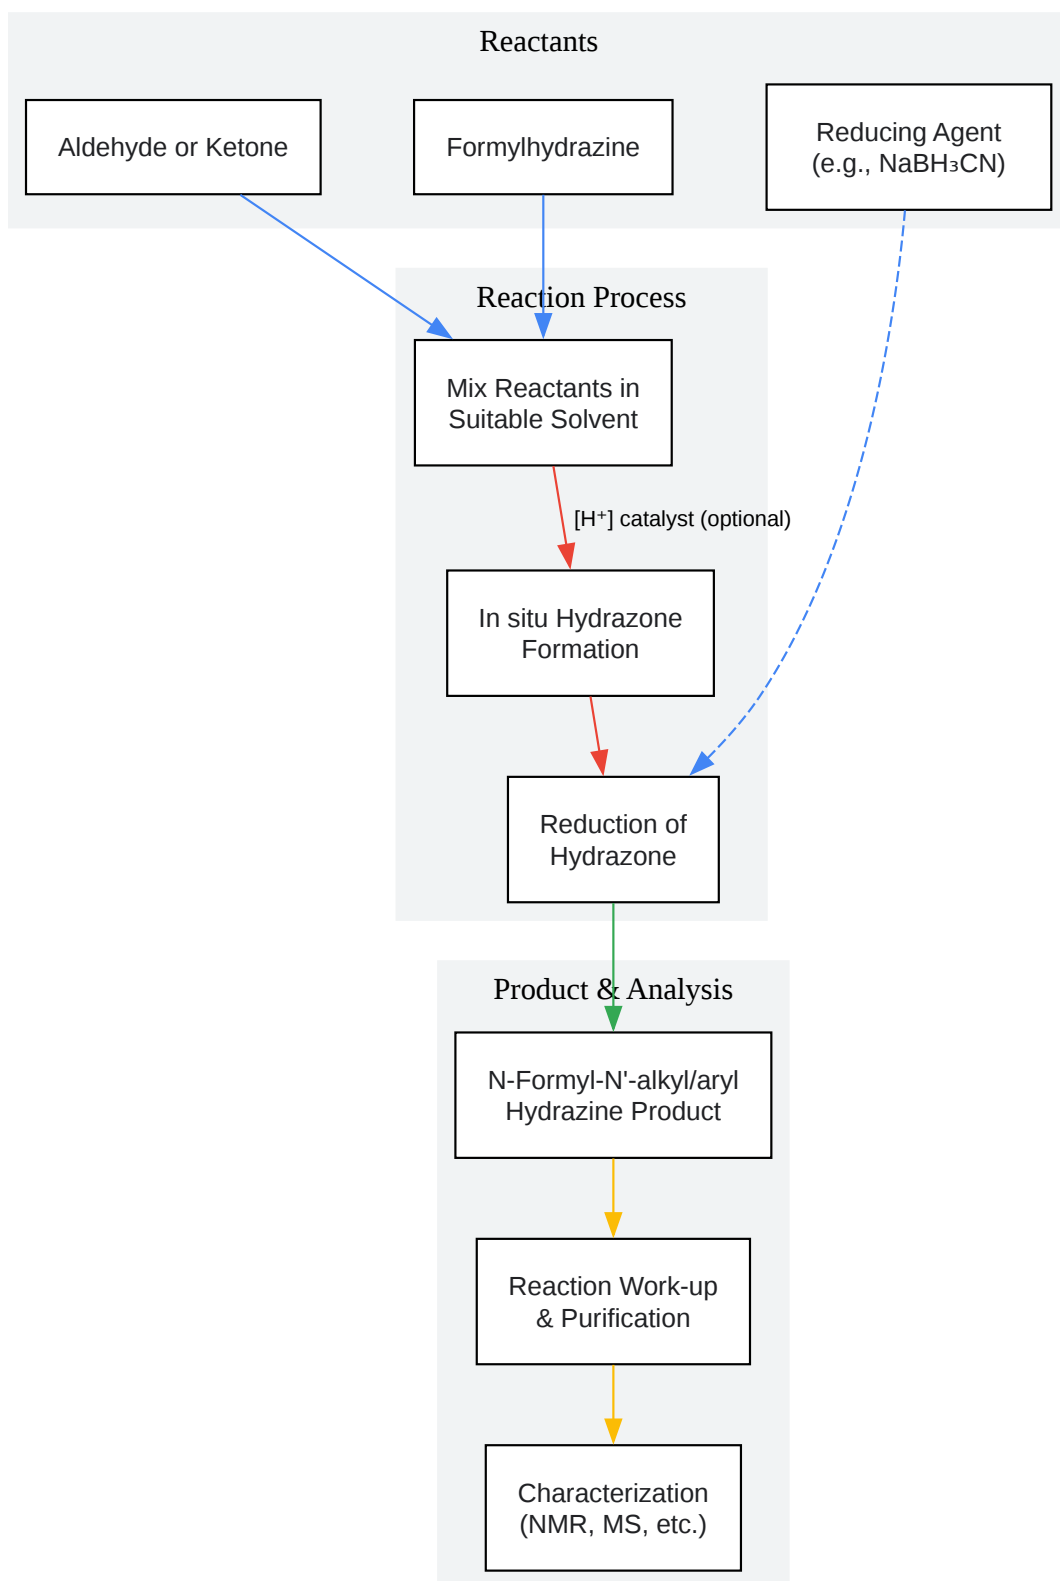 Reactants
Aldehyde or Ketone
Formylhydrazine
Reducing Agent
(e.g., NaBH₃CN)
Reaction Process
Mix Reactants in
Suitable Solvent
[H⁺] catalyst (optional)
In situ Hydrazone
Formation
Reduction of
Hydrazone
Product & Analysis
N-Formyl-N'-alkyl/aryl
Hydrazine Product
Reaction Work-up
& Purification
Characterization
(NMR, MS, etc.)